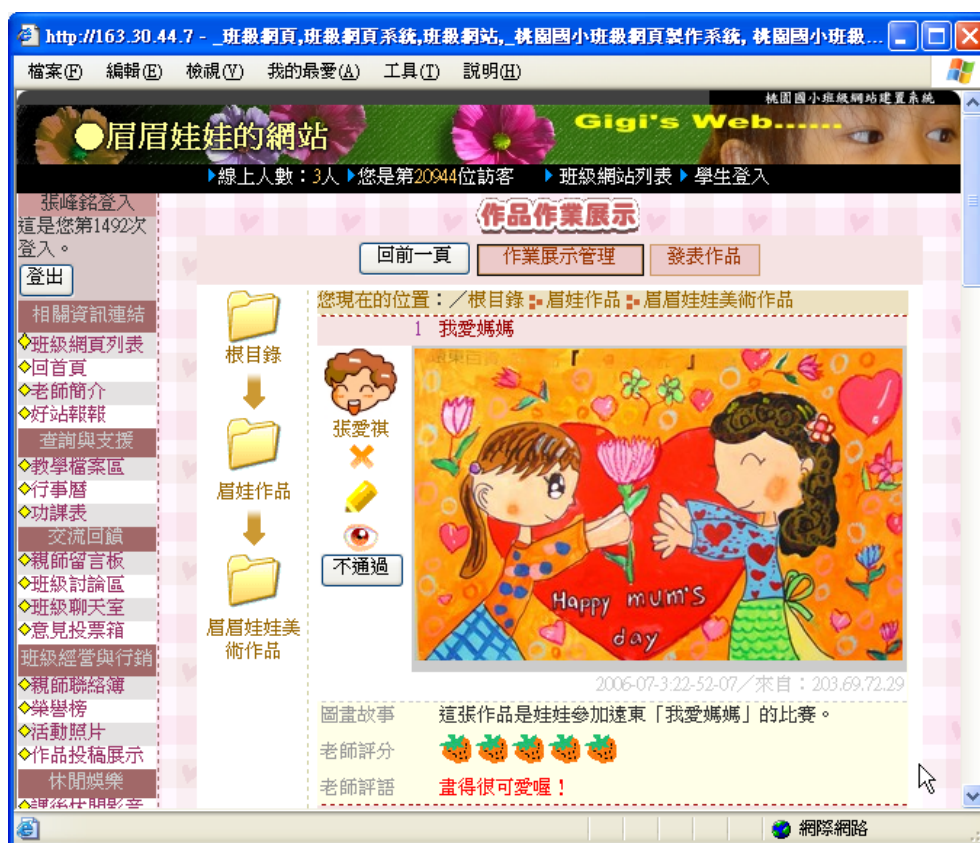 http://163.30.44.7 - _班級網頁,班級網頁系統,班級網站,_桃園國小班級網頁製作系統, 桃園國小班級...
檔案(F) 編輯(E) 檢視(V) 我的最愛(A) 工具(T) 說明(H)
桃園國小班級網站建置系統
眉眉娃娃的網站
Gigi's Web......
線上人數：3人 您是第20944位訪客 班級網站列表 學生登入
張峰銘登入
這是您第1492次
登入。
登出
相關資訊連結
班級網頁列表
回首頁
老師簡介
好站報報
查詢與支援
教學檔案區
行事曆
功課表
交流回饋
親師留言板
班級討論區
班級聊天室
意見投票箱
班級經營與行銷
親師聯絡簿
榮譽榜
活動照片
作品投稿展示
休閒娛樂
課後休閒影音
作品作業展示
回前一頁 作業展示管理 發表作品
根目錄
眉娃作品
眉眉娃娃美
術作品
您現在的位置：／根目錄 眉娃作品 眉眉娃娃美術作品
1 我愛媽媽
張愛祺
不通過
Happy mum's
day
2006-07-3:22-52-07／來自：203.69.72.29
圖畫故事 這張作品是娃娃參加遠東「我愛媽媽」的比賽。
老師評分
老師評語 畫得很可愛喔！
網際網路